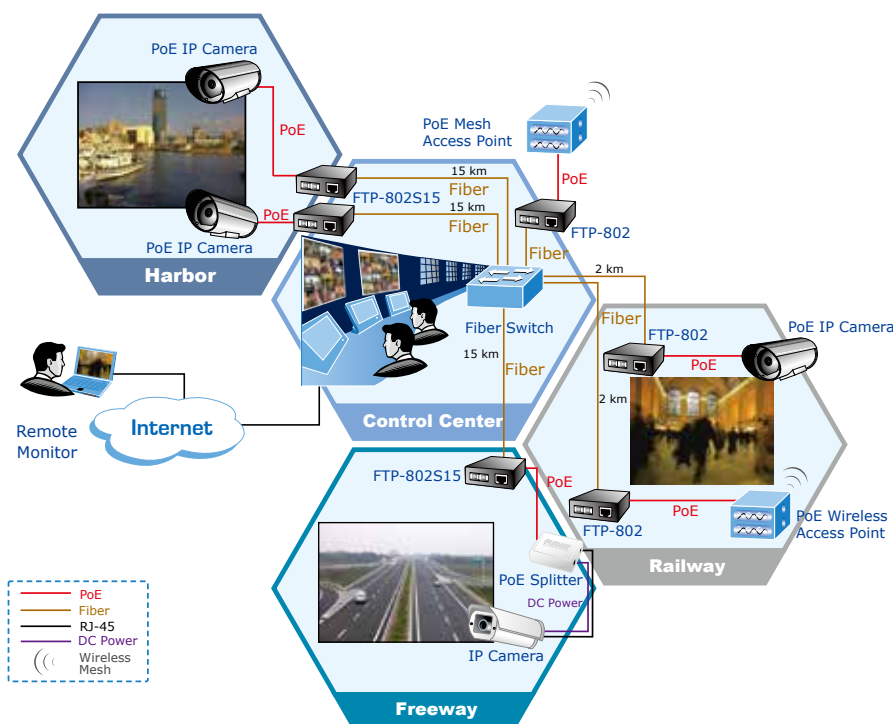 PoE IP Camera
PoE
PoE Mesh
Access Point
15 km
Fiber
FTP-802S15
15 km
Fiber
PoE
PoE
FTP-802
PoE IP Camera
Harbor
Fiber
2 km
Fiber
Fiber Switch
15 km
Fiber
FTP-802
PoE IP Camera
PoE
2 km
Remote
Monitor
Internet
Control Center
FTP-802S15
PoE
FTP-802
PoE
PoE Wireless
Access Point
Railway
PoE Splitter
DC Power
IP Camera
Freeway
PoE
Fiber
RJ-45
DC Power
Wireless
Mesh